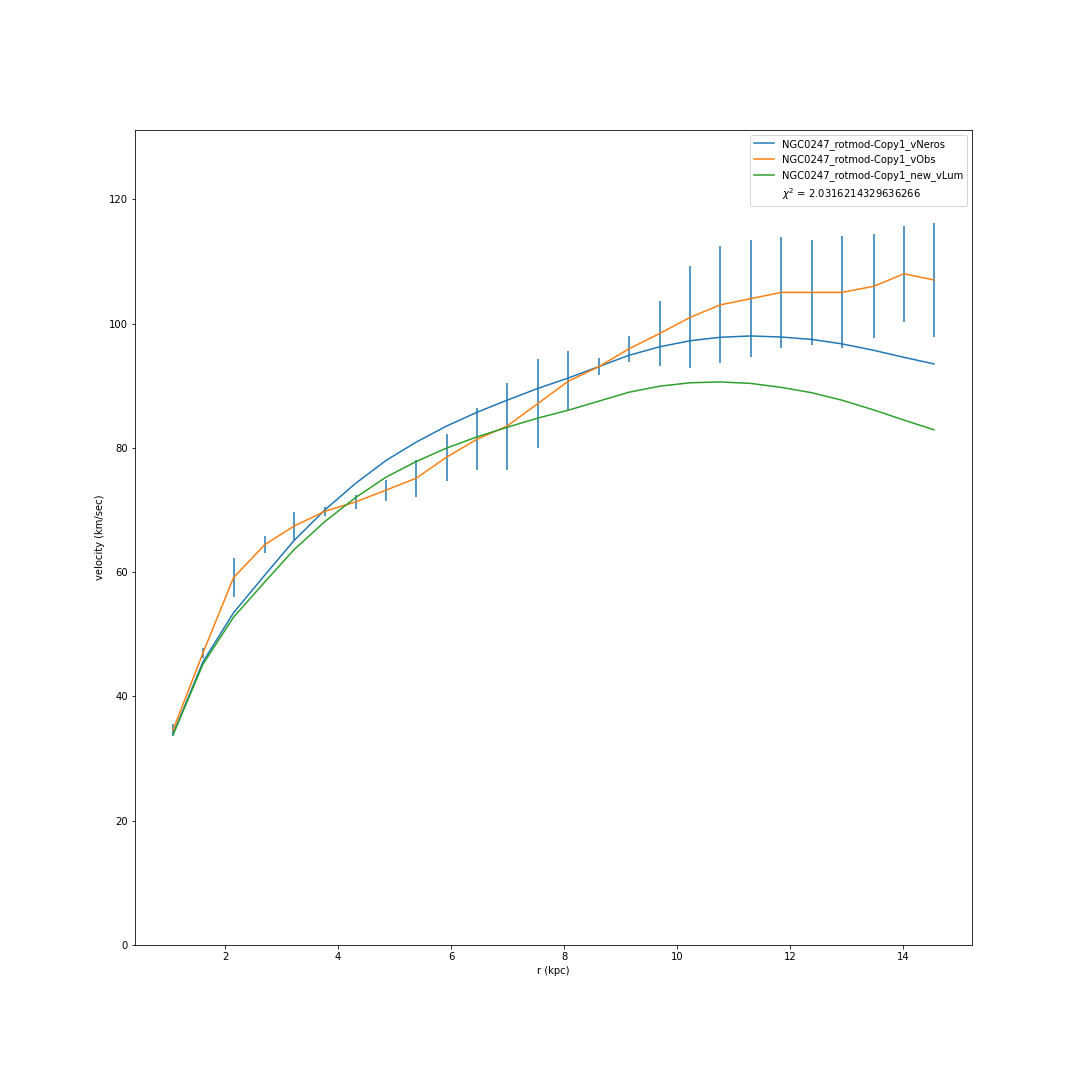 NGC0247_rotmod-Copy1_vNeros
NGC0247_rotmod-Copy1_vObs
NGC0247_rotmod-Copy1_new_vLum
χ² = 2.0316214329636266
120
100
80
60
40
20
0
velocity (km/sec)
2 4 6 8 10 12 14
r (kpc)